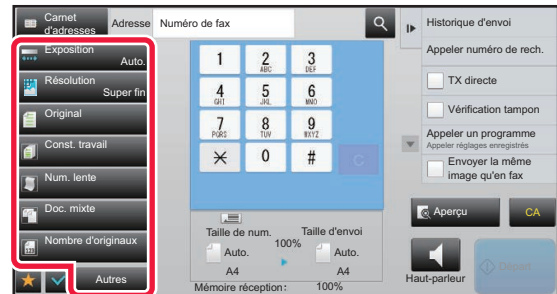 Carnet
d'adresses
Adresse
Numéro de fax
Exposition
Auto.
Résolution
Super fin
Original
Const. travail
Num. lente
Doc. mixte
Nombre d'originaux
Autres
1
2
ABC
3
DEF
4
GHI
5
JKL
6
MNO
7
PQRS
8
TUV
9
WXYZ
0
#
C
Taille de num.
100%
Taille d'envoi
Auto.
Auto.
A4
A4
Mémoire réception:
100%
Historique d'envoi
Appeler numéro de rech.
TX directe
Vérification tampon
Appeler un programme
Appeler réglages enregistrés
Envoyer la même
image qu'en fax
Aperçu
CA
Haut-parleur
Départ